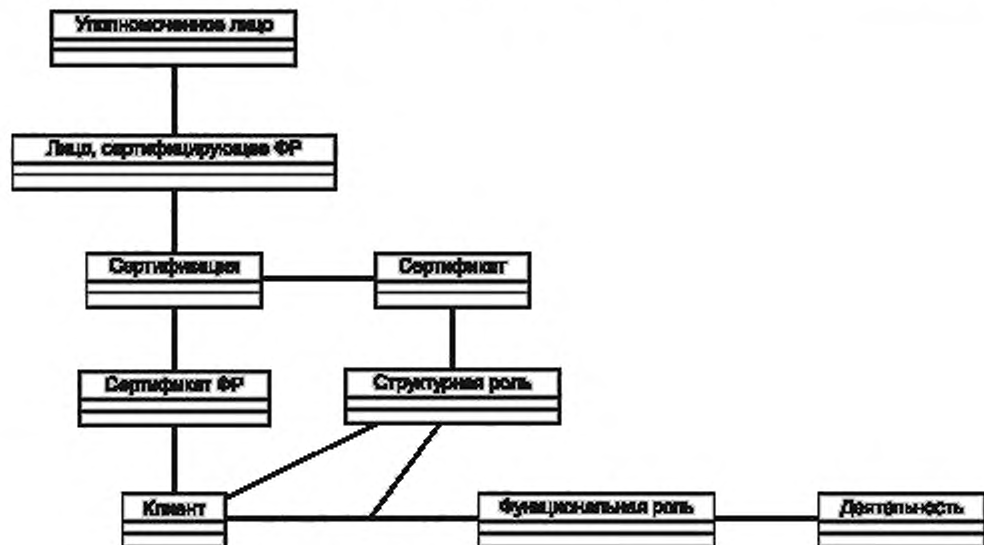 Уполномоченное лицо
Лицо, сертифицирующее ФР
Сертификация
Сертификат
Сертификат ФР
Структурная роль
Клиент
Функциональная роль
Деятельность